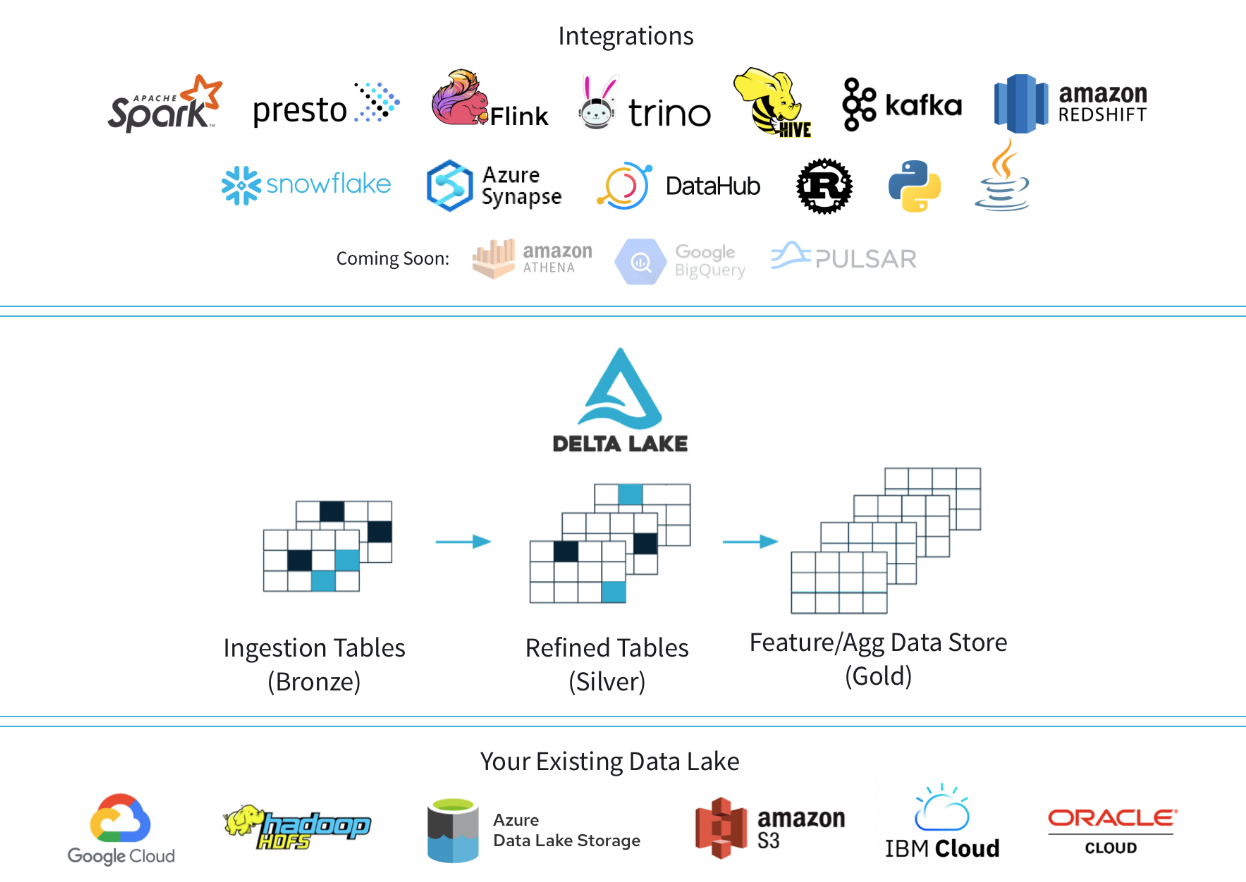 Integrations
APACHE
Spark™
presto
Flink
trino
HIVE
kafka
amazon
REDSHIFT
snowflake
Azure
Synapse
DataHub
R
Coming Soon:
amazon
ATHENA
Google
BigQuery
PULSAR
DELTA LAKE
Ingestion Tables
(Bronze)
Refined Tables
(Silver)
Feature/Agg Data Store
(Gold)
Your Existing Data Lake
Google Cloud
hadoop
HDFS
Azure
Data Lake Storage
amazon
S3
IBM Cloud
ORACLE®
CLOUD